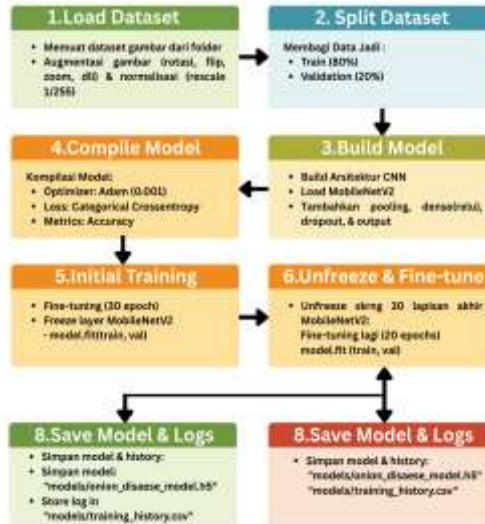 1.Load Dataset
• Memuat dataset gambar dari folder
• Augmentasi gambar (rotasi, flip,
zoom, dll) & normalisasi (rescale
1/255)
2. Split Dataset
Membagi Data Jadi :
• Train (80%)
• Validation (20%)
3.Build Model
• Build Arsitektur CNN
• Load MobileNetV2
• Tambahkan pooling, dense(relu),
dropout, & output
4.Compile Model
Kompilasi Model:
• Optimizer: Adam (0.001)
• Loss: Categorical Crossentropy
• Metrics: Accuracy
5.Initial Training
• Fine-tuning (30 epoch)
• Freeze layer MobileNetV2
- model.fit(train, val)
6.Unfreeze & Fine-tune
• Unfreeze 30 lapisan akhir
MobileNetV2:
Fine-tuning lagi (20 epochs)
model.fit (train, val)
8.Save Model & Logs
• Simpan model & history:
• Simpan model:
"models/onion_disaese_model.h5"
• Store log in
"models/training_history.csv"
8.Save Model & Logs
• Simpan model & history:
"models/onion_disaese_model.h5"
"models/training_history.csv"